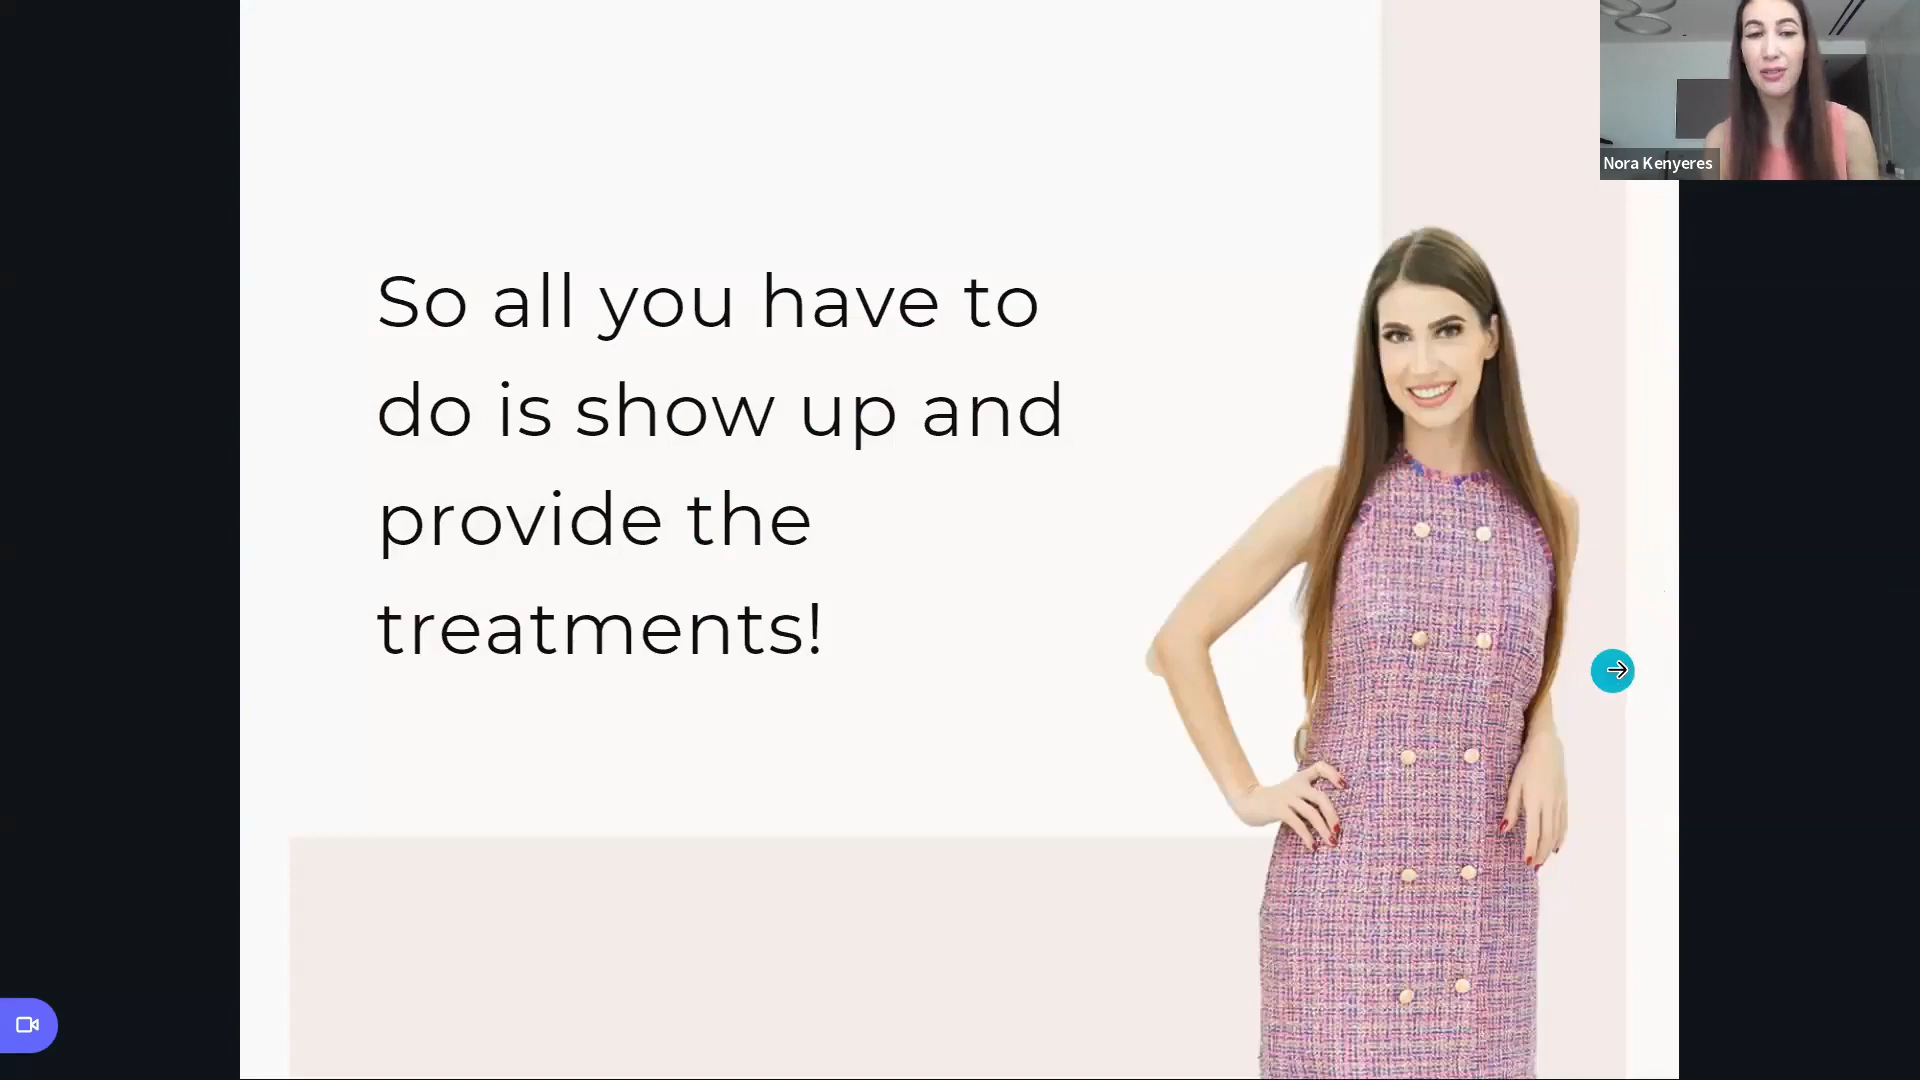 Nora Kenyeres
So all you have to
do is show up and
provide the
treatments!